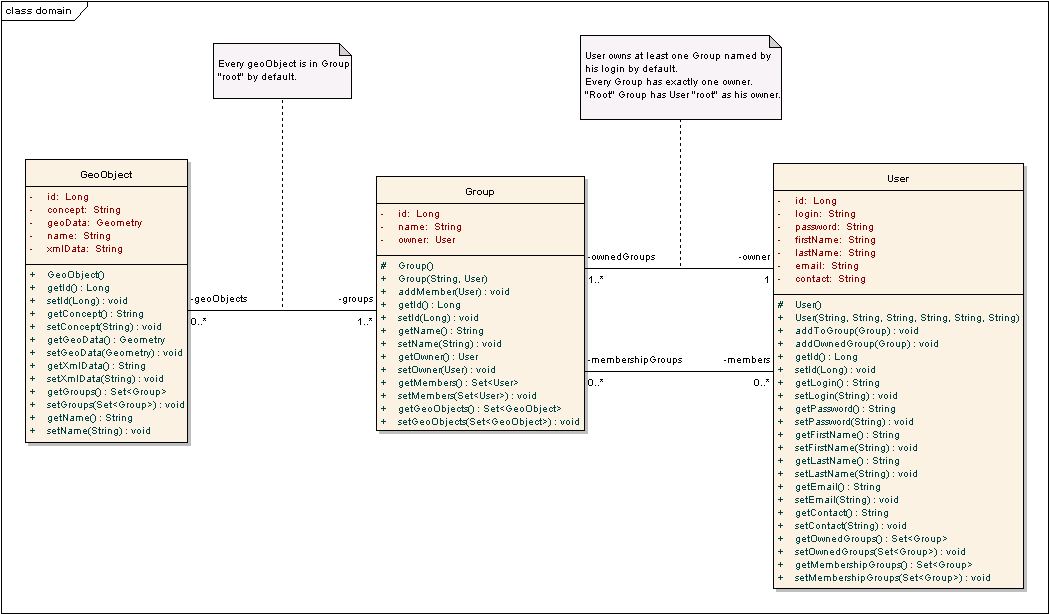 class domain
Every geoObject is in Group
"root" by default.
User owns at least one Group named by
his login by default.
Every Group has exactly one owner.
"Root" Group has User "root" as his owner.
GeoObject
- id: Long
- concept: String
- geoData: Geometry
- name: String
- xmlData: String
+ GeoObject()
+ getId() : Long
+ setId(Long) : void
+ getConcept() : String
+ setConcept(String) : void
+ getGeoData() : Geometry
+ setGeoData(Geometry) : void
+ getXmlData() : String
+ setXmlData(String) : void
+ getGroups() : Set<Group>
+ setGroups(Set<Group>) : void
+ getName() : String
+ setName(String) : void
-geoObjects
0..*
-groups
1..*
Group
- id: Long
- name: String
- owner: User
# Group()
+ Group(String, User)
+ addMember(User) : void
+ getId() : Long
+ setId(Long) : void
+ getName() : String
+ setName(String) : void
+ getOwner() : User
+ setOwner(User) : void
+ getMembers() : Set<User>
+ setMembers(Set<User>) : void
+ getGeoObjects() : Set<GeoObject>
+ setGeoObjects(Set<GeoObject>) : void
-ownedGroups
1..*
-owner
1
-membershipGroups
0..*
-members
0..*
User
- id: Long
- login: String
- password: String
- firstName: String
- lastName: String
- email: String
- contact: String
# User()
+ User(String, String, String, String, String, String)
+ addToGroup(Group) : void
+ addOwnedGroup(Group) : void
+ getId() : Long
+ setId(Long) : void
+ getLogin() : String
+ setLogin(String) : void
+ getPassword() : String
+ setPassword(String) : void
+ getFirstName() : String
+ setFirstName(String) : void
+ getLastName() : String
+ setLastName(String) : void
+ getEmail() : String
+ setEmail(String) : void
+ getContact() : String
+ setContact(String) : void
+ getOwnedGroups() : Set<Group>
+ setOwnedGroups(Set<Group>) : void
+ getMembershipGroups() : Set<Group>
+ setMembershipGroups(Set<Group>) : void